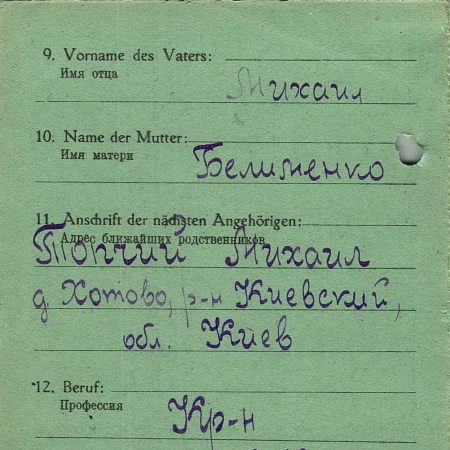 9. Vorname des Vaters:
Имя отца
Михаил
10. Name der Mutter:
Имя матери
Белименко
11. Anschrift der nächsten Angehörigen:
Адрес ближайших родственников
Топчий Михаил
д. Хотово, р-н Киевский,
обл. Киев
12. Beruf:
Профессия
Кр-н